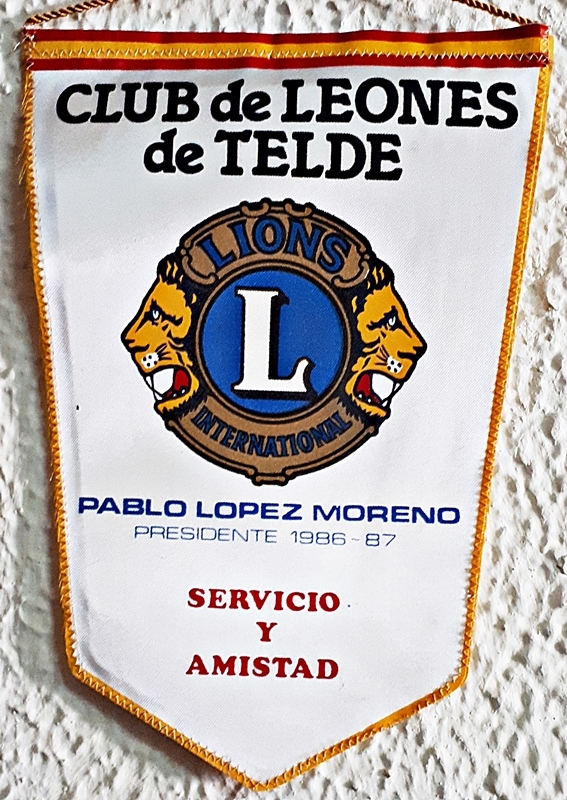 CLUB de LEONES
de TELDE
LIONS
L
INTERNATIONAL
PABLO LOPEZ MORENO
PRESIDENTE 1986-87
SERVICIO
Y
AMISTAD